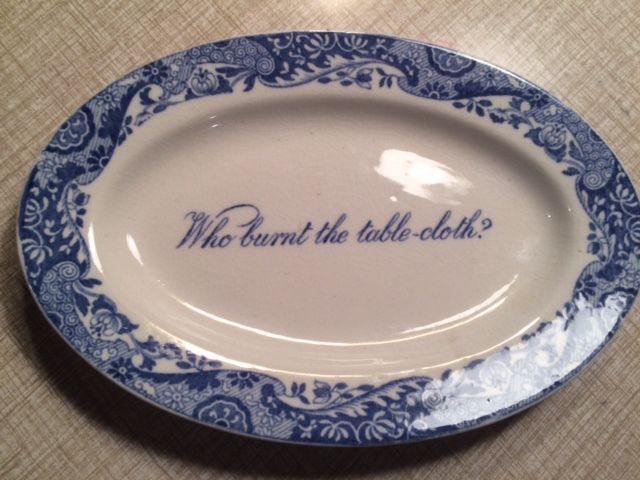 Who burnt the table-cloth?